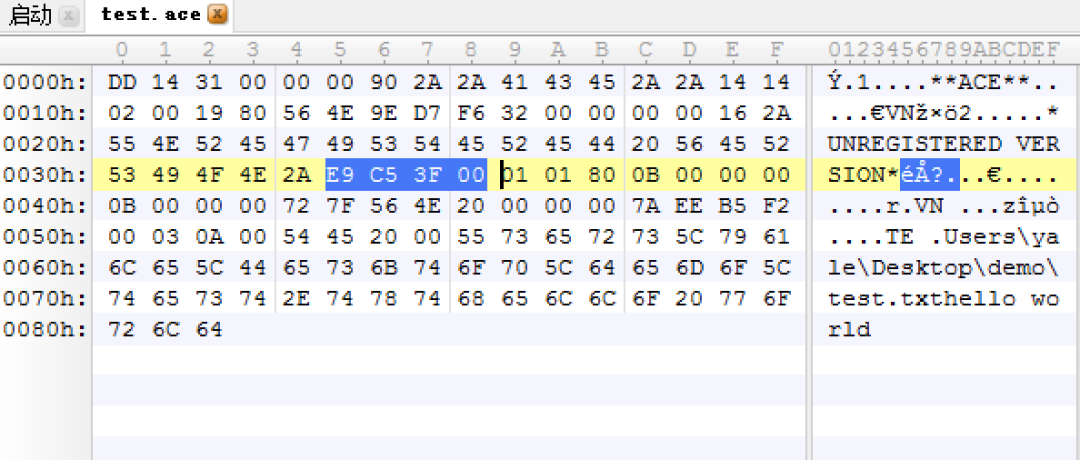 启动 test.ace
0 1 2 3 4 5 6 7 8 9 A B C D E F 0123456789ABCDEF
0000h: DD 14 31 00 00 00 90 2A 2A 41 43 45 2A 2A 14 14 Ý.1....**ACE**..
0010h: 02 00 19 80 56 4E 9E D7 F6 32 00 00 00 00 16 2A ...€VNž×ö2.....*
0020h: 55 4E 52 45 47 49 53 54 45 52 45 44 20 56 45 52 UNREGISTERED VER
0030h: 53 49 4F 4E 2A E9 C5 3F 00 01 01 80 0B 00 00 00 SION*éÅ?...€....
0040h: 0B 00 00 00 72 7F 56 4E 20 00 00 00 7A EE B5 F2 ....r.VN ...zîµò
0050h: 00 03 0A 00 54 45 20 00 55 73 65 72 73 5C 79 61 ....TE .Users\ya
0060h: 6C 65 5C 44 65 73 6B 74 6F 70 5C 64 65 6D 6F 5C le\Desktop\demo\
0070h: 74 65 73 74 2E 74 78 74 68 65 6C 6C 6F 20 77 6F test.txthello wo
0080h: 72 6C 64 rld